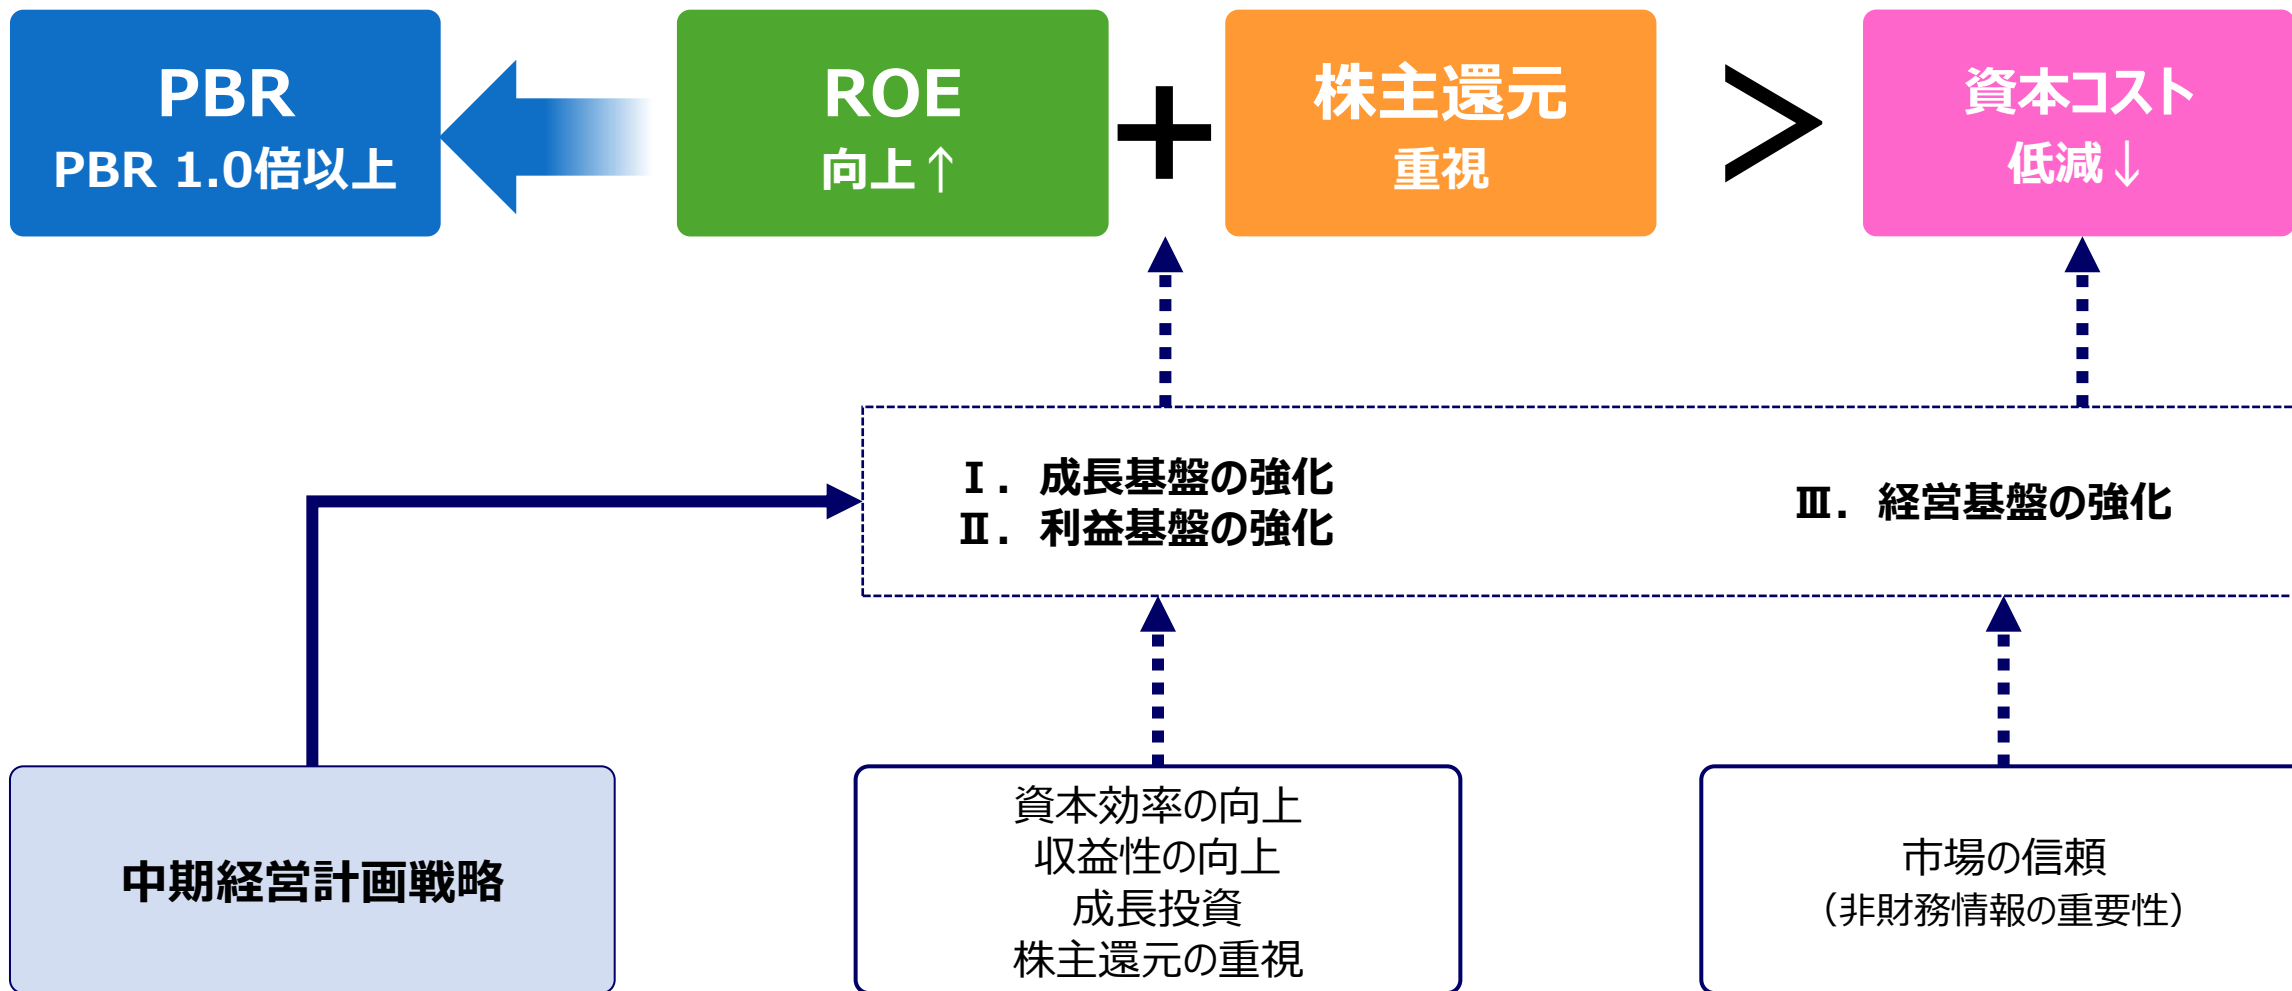 PBR
PBR 1.0倍以上
ROE
向上↑
+
株主還元
重視
>
資本コスト
低減↓
Ⅰ．成長基盤の強化
Ⅱ．利益基盤の強化
Ⅲ．経営基盤の強化
中期経営計画戦略
資本効率の向上
収益性の向上
成長投資
株主還元の重視
市場の信頼
（非財務情報の重要性）